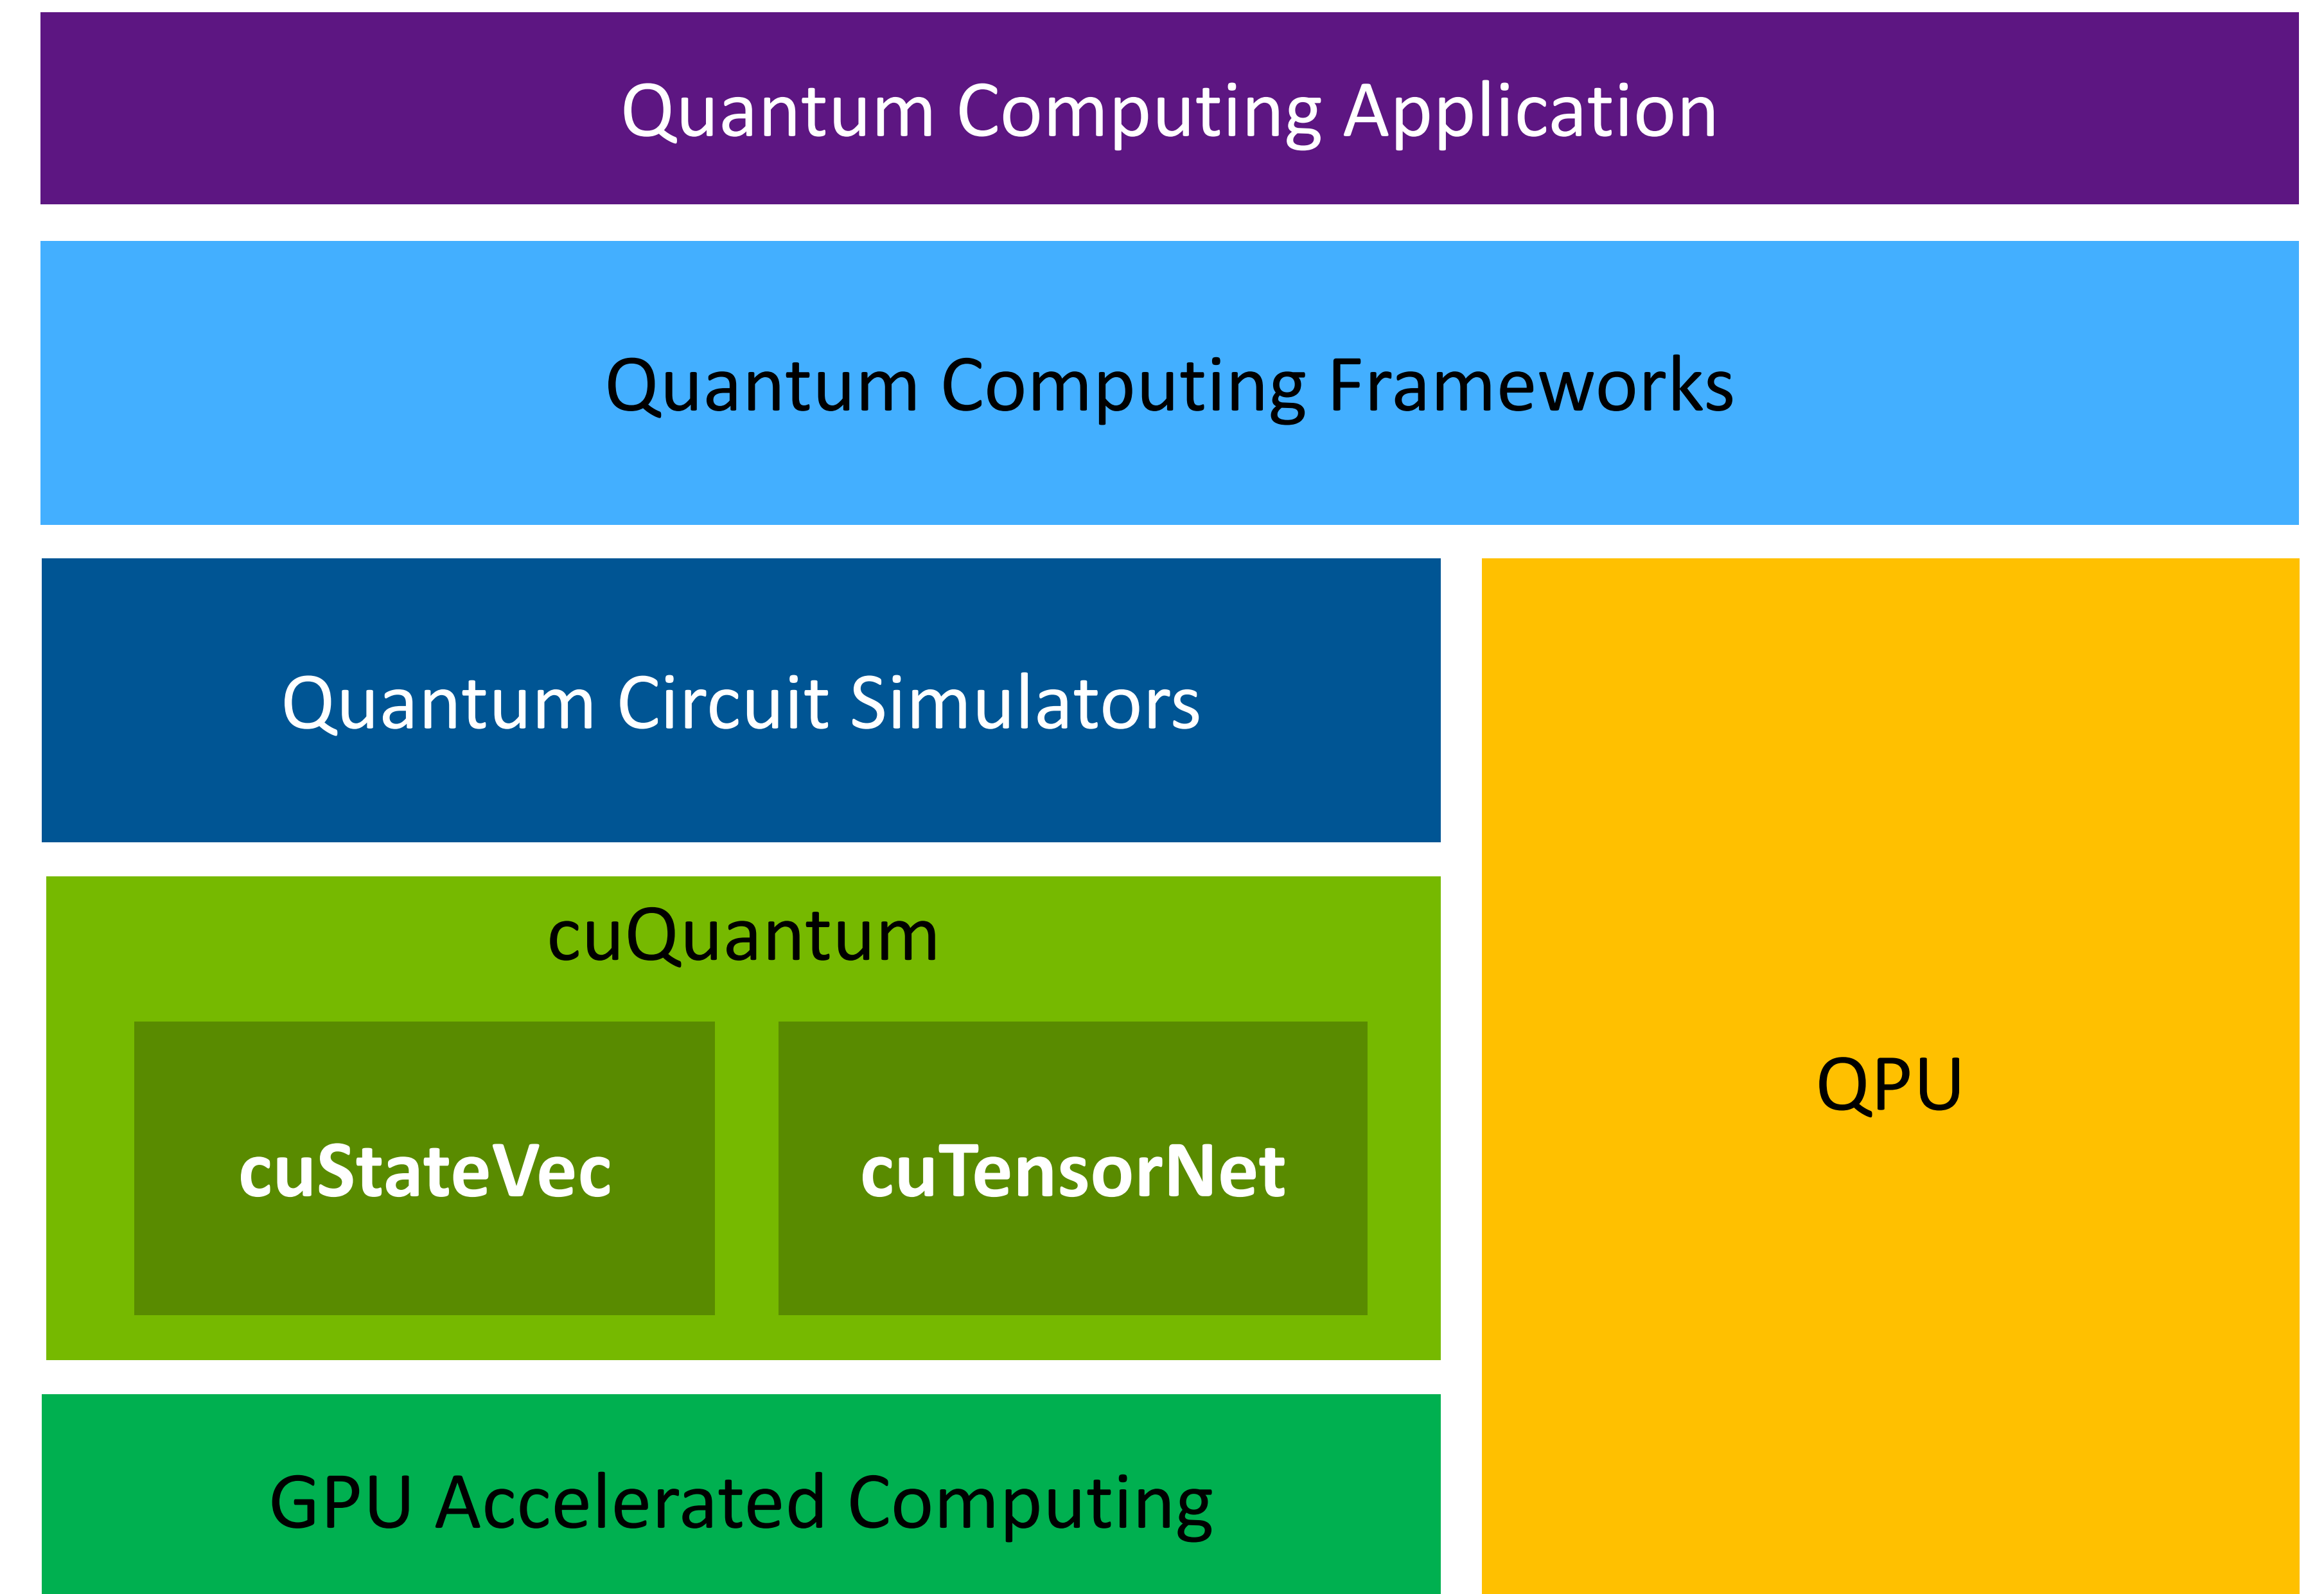 Quantum Computing Application
Quantum Computing Frameworks
Quantum Circuit Simulators
cuQuantum
cuStateVec
cuTensorNet
QPU
GPU Accelerated Computing